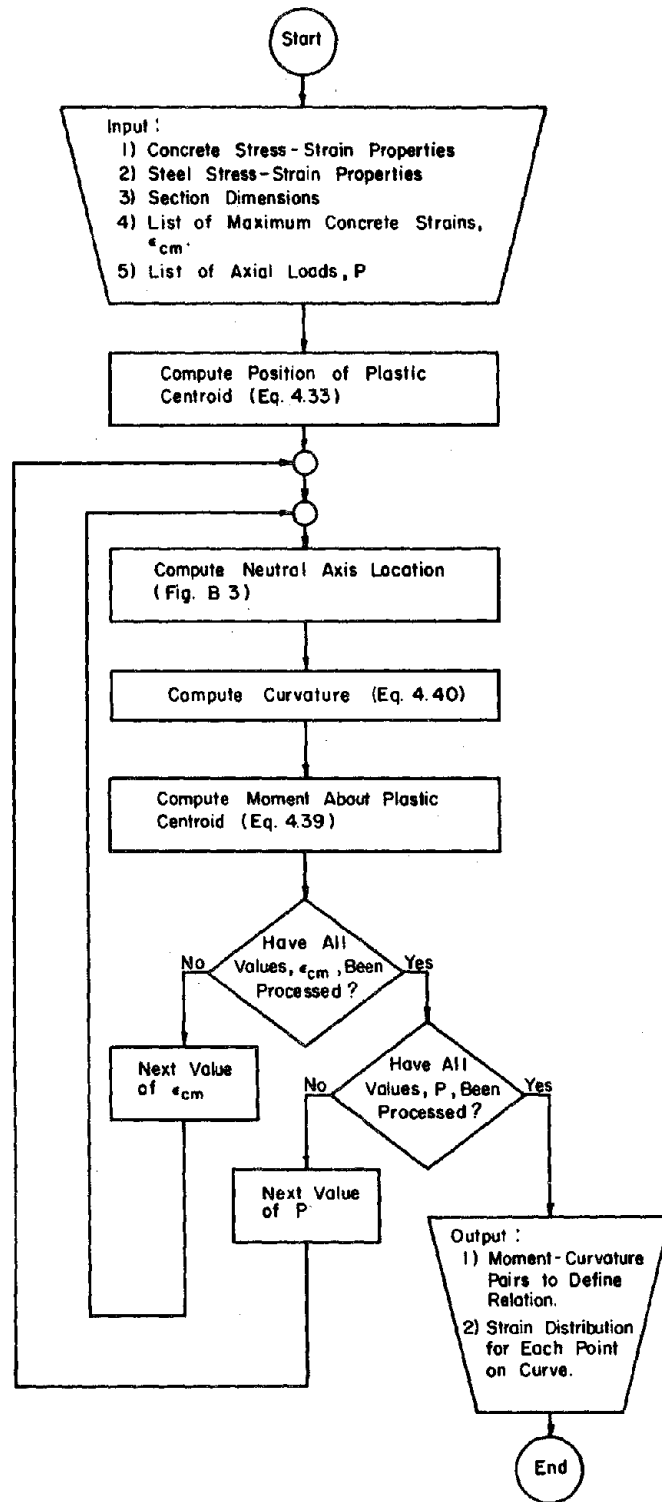 Start
Input :
1) Concrete Stress-Strain Properties
2) Steel Stress-Strain Properties
3) Section Dimensions
4) List of Maximum Concrete Strains,
ϵcm.
5) List of Axial Loads, P
Compute Position of Plastic
Centroid (Eq. 4.33)
Compute Neutral Axis Location
(Fig. B 3)
Compute Curvature (Eq. 4.40)
Compute Moment About Plastic
Centroid (Eq. 4.39)
Have All
No Values, ϵcm, Been Yes
Processed ?
Next Value
of ϵcm
Have All
No Values, P, Been Yes
Processed ?
Next Value
of P
Output :
1) Moment-Curvature
Pairs to Define
Relation.
2) Strain Distribution
for Each Point
on Curve.
End